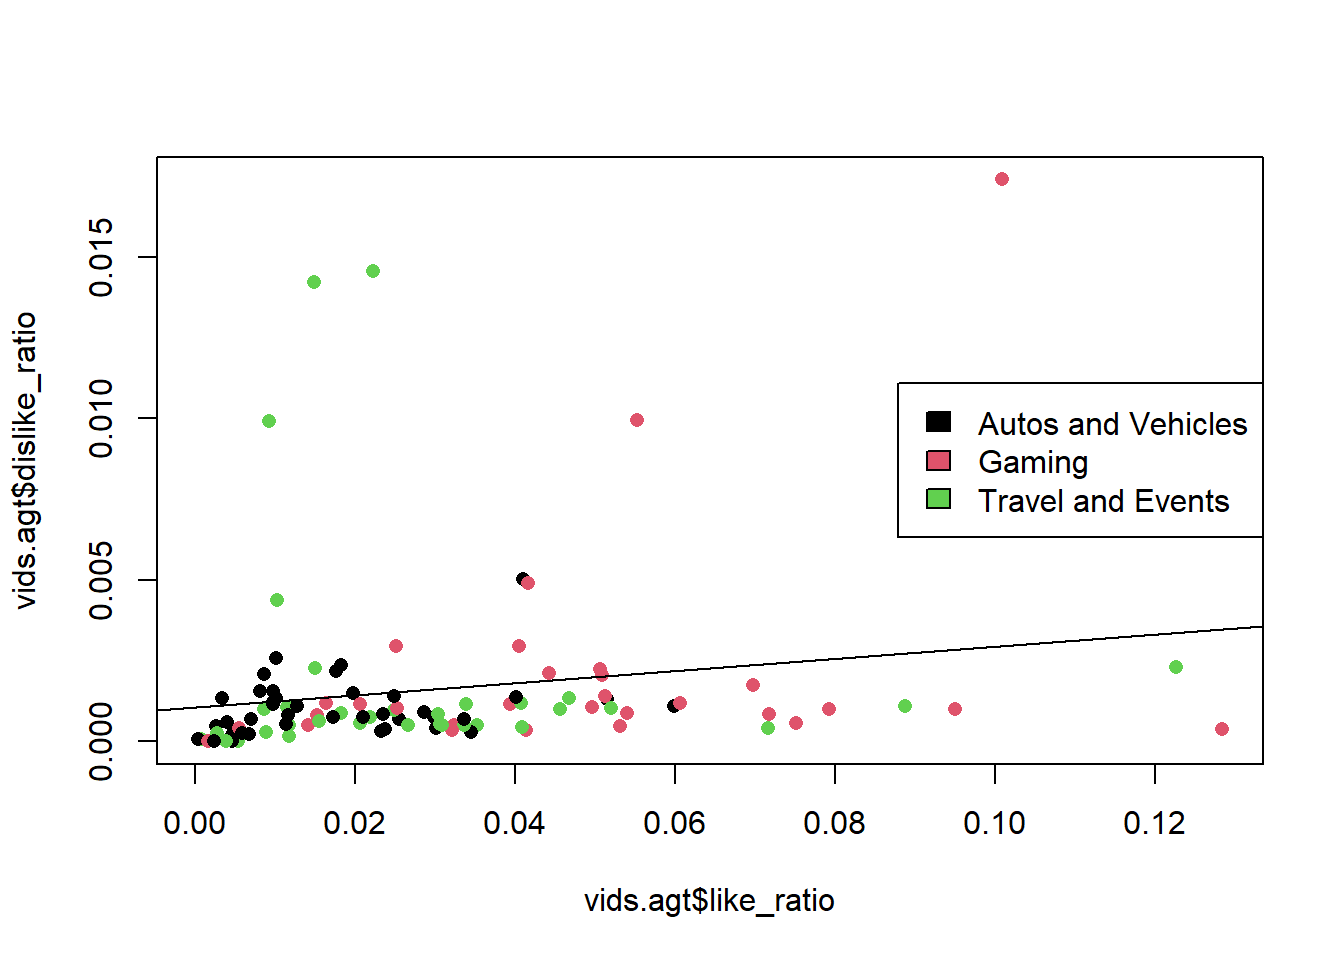 vids.agt$dislike_ratio
0.015
0.010
0.005
0.000
Autos and Vehicles
Gaming
Travel and Events
0.00 0.02 0.04 0.06 0.08 0.10 0.12
vids.agt$like_ratio